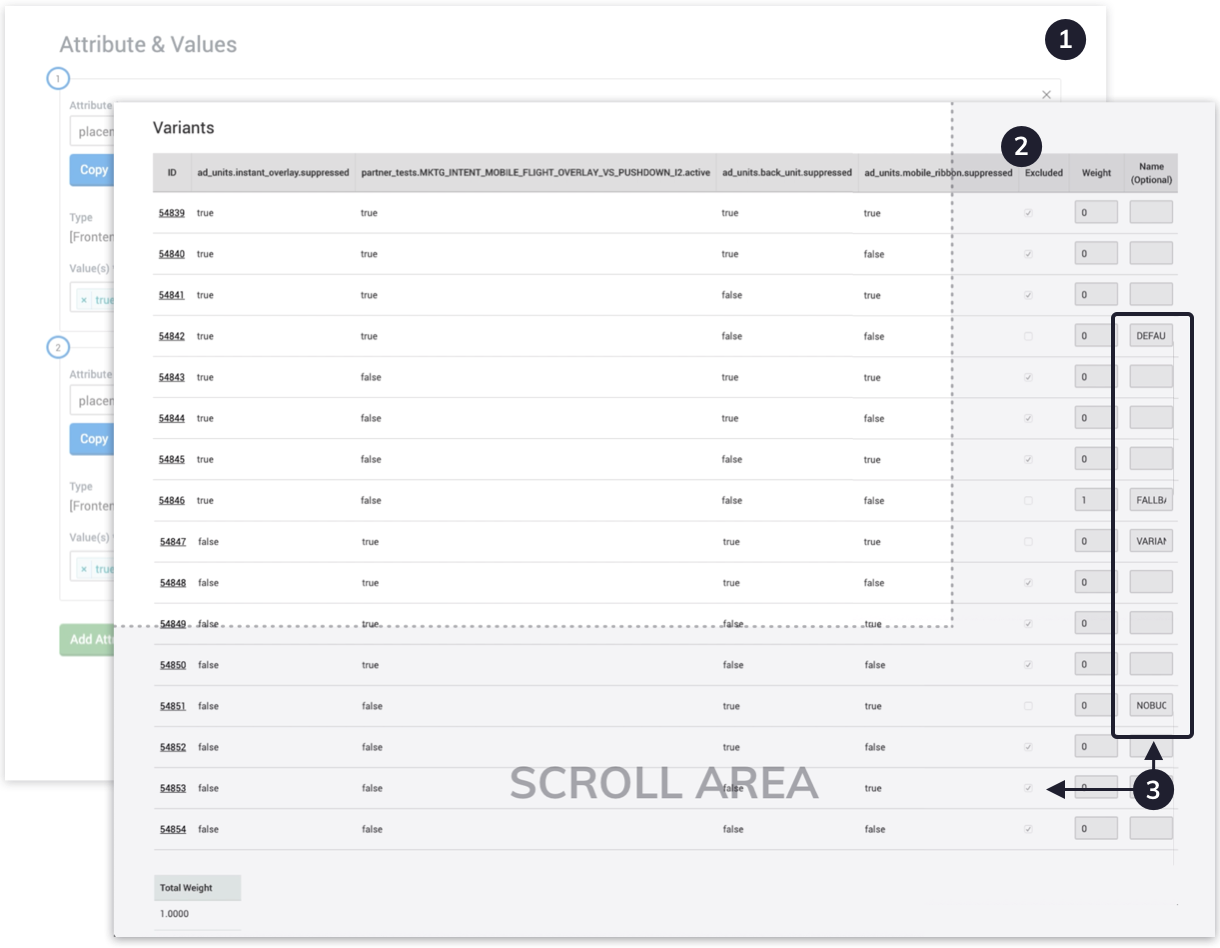 Attribute & Values
1
1
Attribute
placer
Copy
Type
[Fronter
Value(s)
× true
2
Attribute
placer
Copy
Type
[Fronter
Value(s)
× true
Add Att
Variants
2
ID ad_units.instant_overlay.suppressed partner_tests.MKTG_INTENT_MOBILE_FLIGHT_OVERLAY_VS_PUSHDOWN_I2.active ad_units.back_unit.suppressed ad_units.mobile_ribbon.suppressed Excluded Weight Name (Optional)
54839 true true true true 0
54840 true true true false 0
54841 true true false true 0
54842 true true false false 0 DEFAU
54843 true false true true 0
54844 true false true false 0
54845 true false false true 0
54846 true false false false 1 FALLB
54847 false true true true 0 VARIAN
54848 false true true false 0
54849 false true false true 0
54850 false true false false 0
54851 false false true true 0 NOBUC
54852 false false true false 0
54853 false false false true 0
SCROLL AREA
3
54854 false false false false 0
Total Weight
1.0000